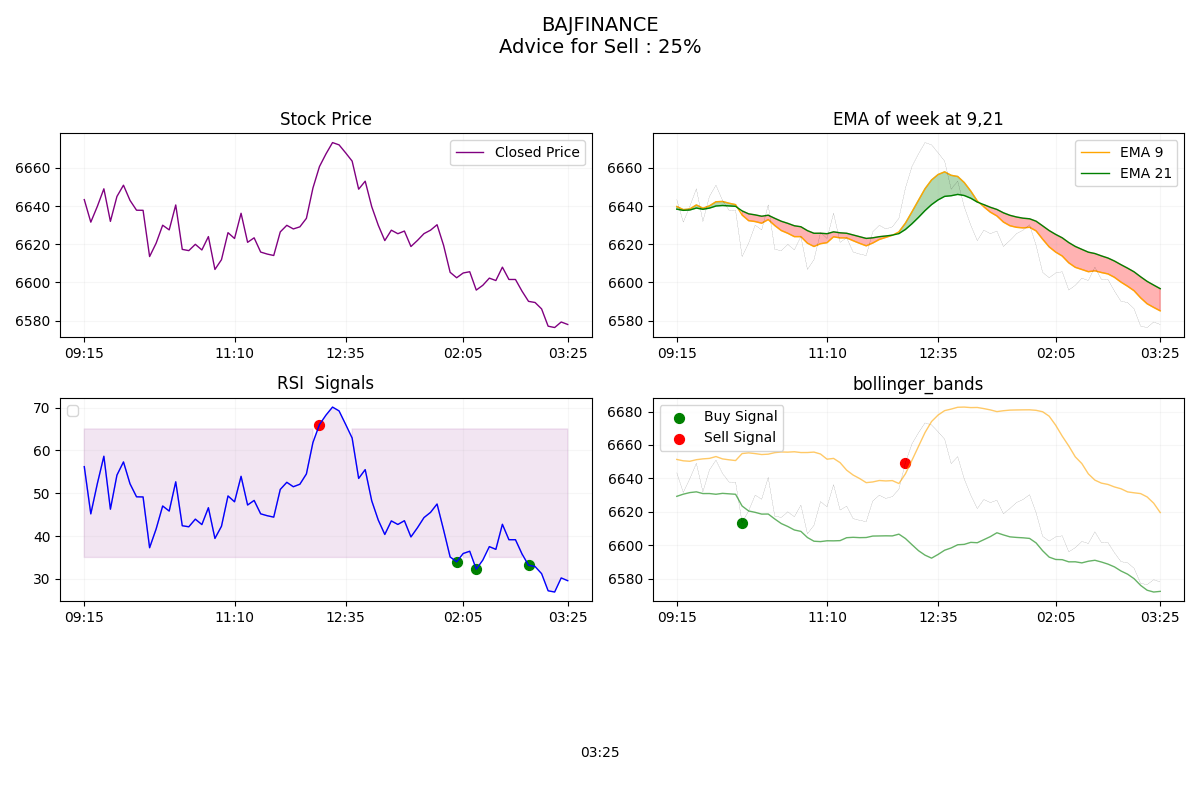 BAJFINANCE
Advice for Sell : 25%
Stock Price
Closed Price
6660
6640
6620
6600
6580
09:15 11:10 12:35 02:05 03:25
EMA of week at 9,21
EMA 9
EMA 21
6660
6640
6620
6600
6580
09:15 11:10 12:35 02:05 03:25
RSI  Signals
70
60
50
40
30
09:15 11:10 12:35 02:05 03:25
bollinger_bands
Buy Signal
Sell Signal
6680
6660
6640
6620
6600
6580
09:15 11:10 12:35 02:05 03:25
03:25